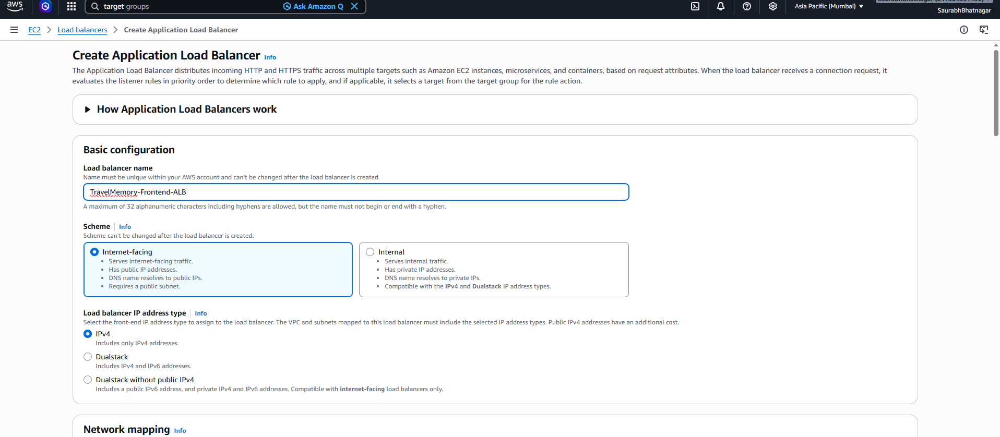 aws
target groups
Ask Amazon Q
Asia Pacific (Mumbai)
SaurabhBhatnagar
EC2
Load balancers
Create Application Load Balancer
Create Application Load Balancer Info
The Application Load Balancer distributes incoming HTTP and HTTPS traffic across multiple targets such as Amazon EC2 instances, microservices, and containers, based on request attributes. When the load balancer receives a connection request, it
evaluates the listener rules in priority order to determine which rule to apply, and if applicable, it selects a target from the target group for the rule action.
How Application Load Balancers work
Basic configuration
Load balancer name
Name must be unique within your AWS account and can't be changed after the load balancer is created.
TravelMemory-Frontend-ALB
A maximum of 32 alphanumeric characters including hyphens are allowed, but the name must not begin or end with a hyphen.
Scheme Info
Scheme can't be changed after the load balancer is created.
Internet-facing
• Serves internet-facing traffic.
• Has public IP addresses.
• DNS name resolves to public IPs.
• Requires a public subnet.
Internal
• Serves internal traffic.
• Has private IP addresses.
• DNS name resolves to private IPs.
• Compatible with the IPv4 and Dualstack IP address types.
Load balancer IP address type Info
Select the front-end IP address type to assign to the load balancer. The VPC and subnets mapped to this load balancer must include the selected IP address types. Public IPv4 addresses have an additional cost.
IPv4
Includes only IPv4 addresses.
Dualstack
Includes IPv4 and IPv6 addresses.
Dualstack without public IPv4
Includes a public IPv6 address, and private IPv4 and IPv6 addresses. Compatible with internet-facing load balancers only.
Network mapping Info